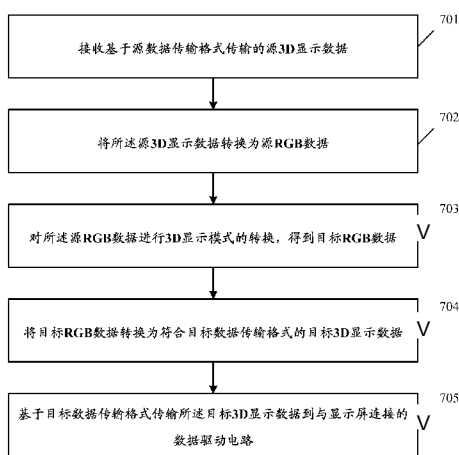 701
接收基于源数据传输格式传输的源3D显示数据
702
将所述源3D显示数据转换为源RGB数据
703
对所述源RGB数据进行3D显示模式的转换，得到目标RGB数据
V
704
将目标RGB数据转换为符合目标数据传输格式的目标3D显示数据
V
705
基于目标数据传输格式传输所述目标3D显示数据到与显示屏连接的
数据驱动电路
V